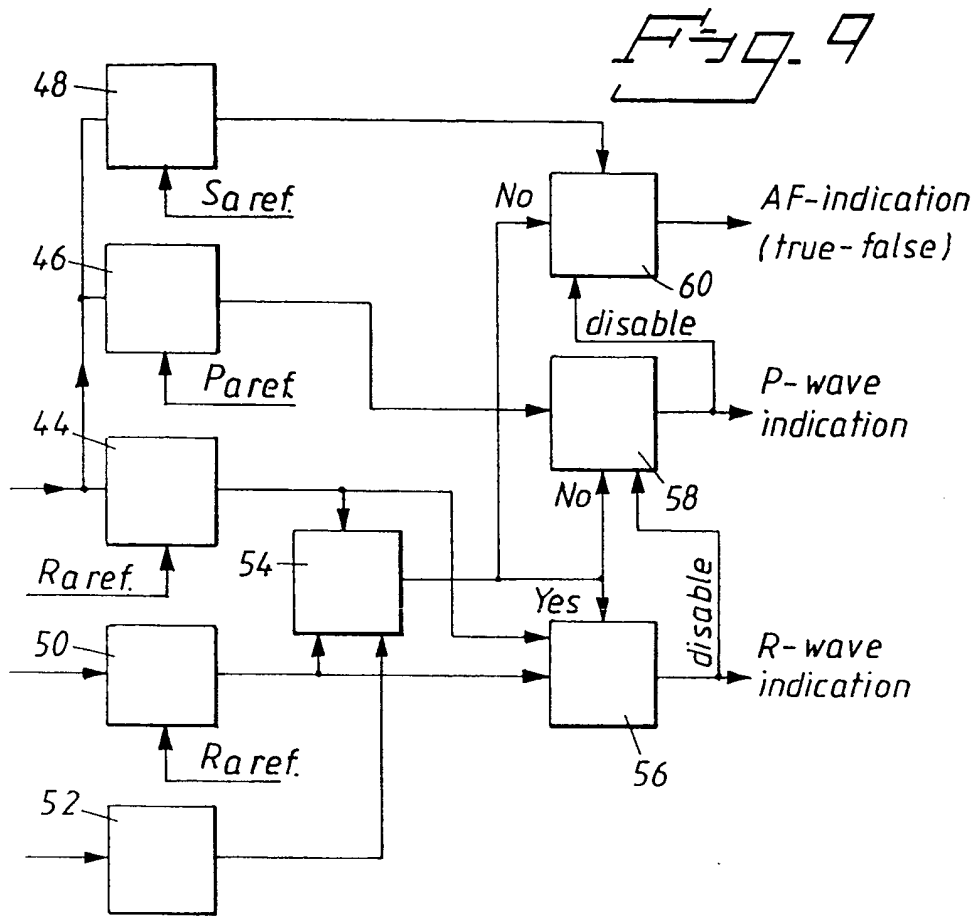 Fig. 9
48
Sa ref.
No
AF-indication
(true-false)
46
60
disable
Pa ref.
P-wave
indication
44
58
No
54
Ra ref.
Yes
disable
50
R-wave
indication
Ra ref.
56
52